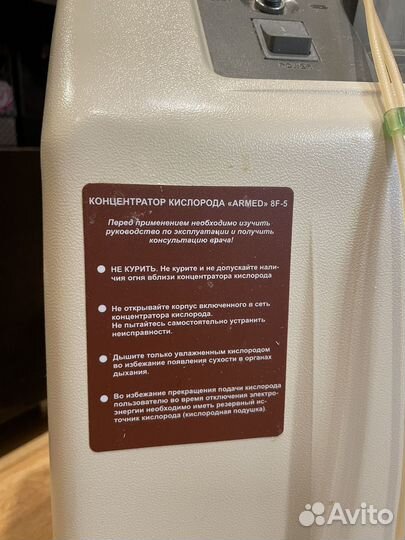 POWER
КОНЦЕНТРАТОР КИСЛОРОДА «ARMED» 8F-5
Перед применением необходимо изучить
руководство по эксплуатации и получить
консультацию врача!
НЕ КУРИТЬ. Не курите и не допускайте нали-
чия огня вблизи концентратора кислорода
Не открывайте корпус включенного в сеть
концентратора кислорода.
Не пытайтесь самостоятельно устранить
неисправности.
Дышите только увлажненным кислородом
во избежание появления сухости в органах
дыхания.
Во избежание прекращения подачи кислорода
пользователю во время отключения электро-
энергии необходимо иметь резервный ис-
точник кислорода (кислородная подушка).
Avito